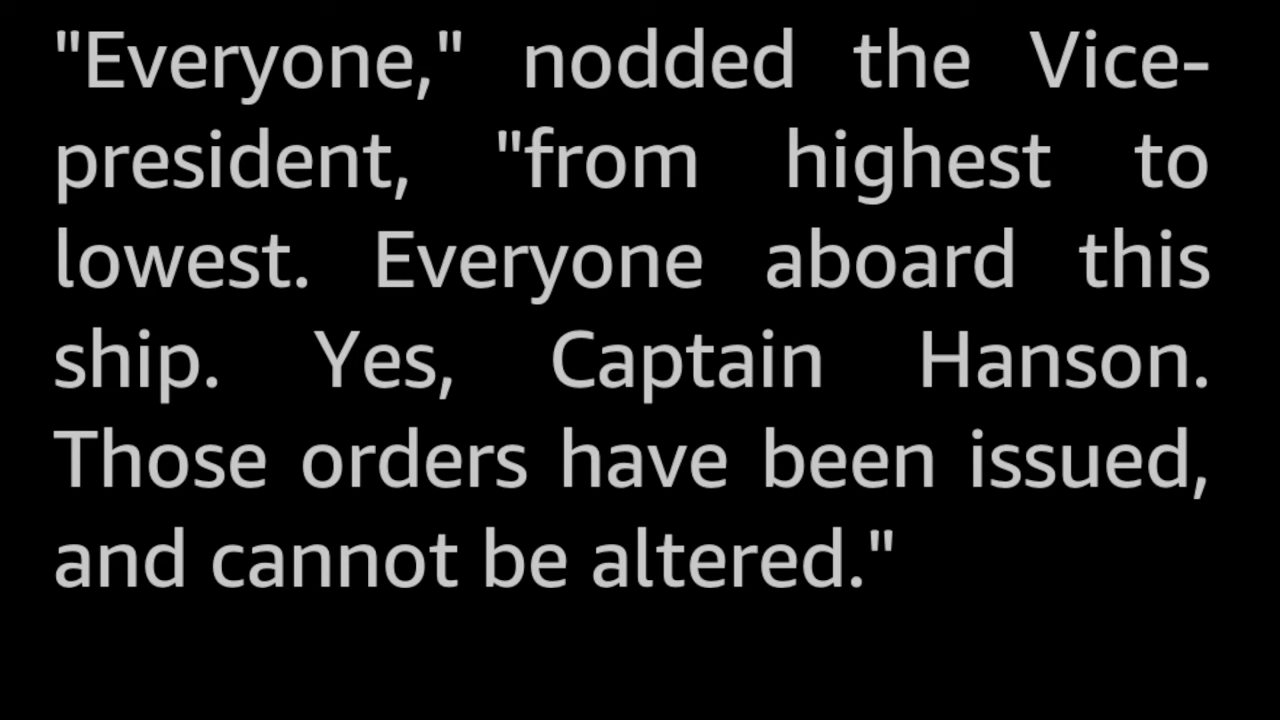 "Everyone," nodded the Vice-
president, "from highest to
lowest. Everyone aboard this
ship. Yes, Captain Hanson.
Those orders have been issued,
and cannot be altered."